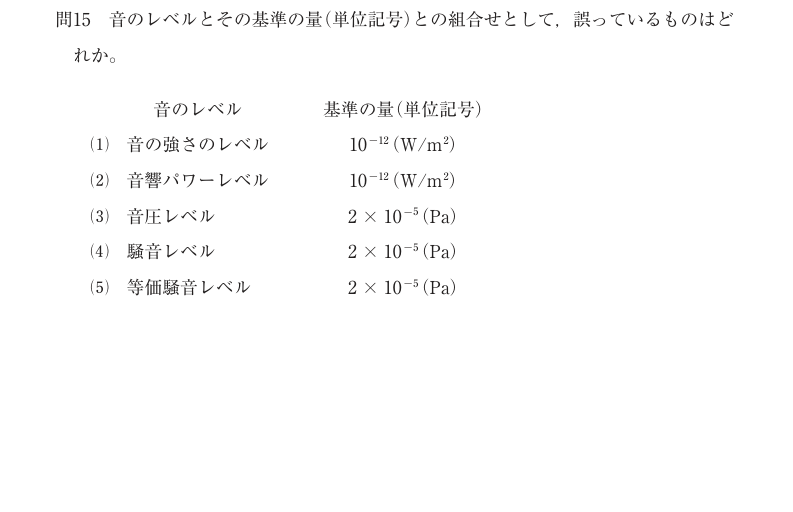 問15　音のレベルとその基準の量(単位記号)との組合せとして，誤っているものはど
れか。
音のレベル　基準の量(単位記号)
(1)　音の強さのレベル　10⁻¹²(W/m²)
(2)　音響パワーレベル　10⁻¹²(W/m²)
(3)　音圧レベル　2 × 10⁻⁵(Pa)
(4)　騒音レベル　2 × 10⁻⁵(Pa)
(5)　等価騒音レベル　2 × 10⁻⁵(Pa)